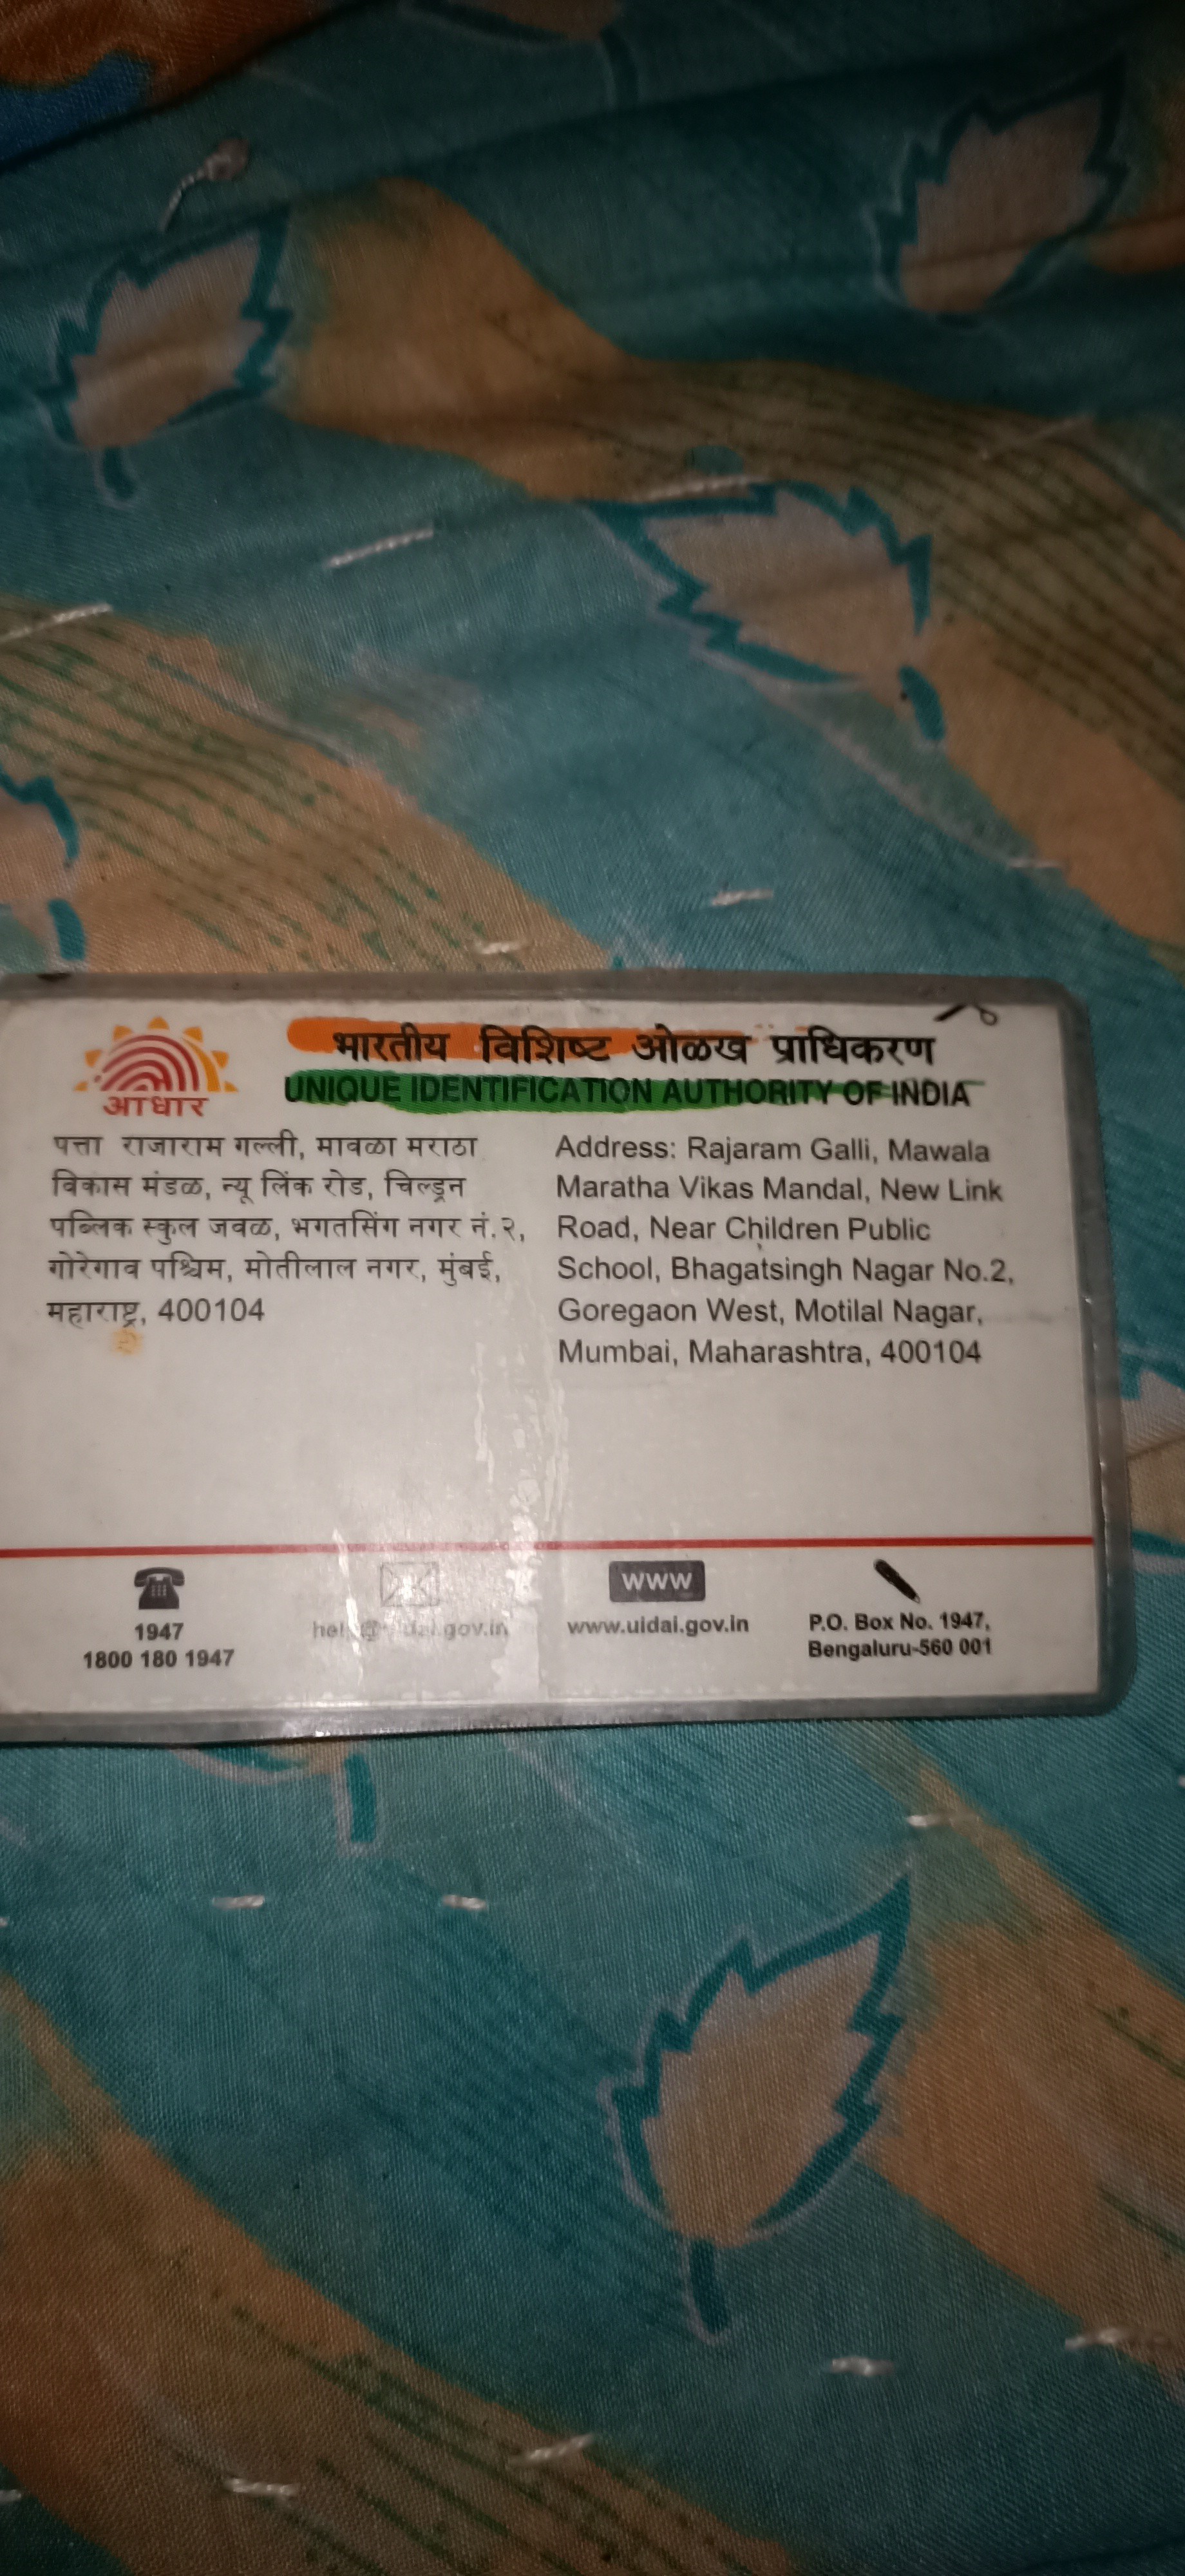 आधार
भारतीय विशिष्ट ओळख प्राधिकरण
UNIQUE IDENTIFICATION AUTHORITY OF INDIA
पत्ता राजाराम गल्ली, मावळा मराठा
विकास मंडळ, न्यू लिंक रोड, चिल्ड्रन
पब्लिक स्कुल जवळ, भगतसिंग नगर नं.२,
गोरेगाव पश्चिम, मोतीलाल नगर, मुंबई,
महाराष्ट्र, 400104
Address: Rajaram Galli, Mawala
Maratha Vikas Mandal, New Link
Road, Near Children Public
School, Bhagatsingh Nagar No.2,
Goregaon West, Motilal Nagar,
Mumbai, Maharashtra, 400104
1947
1800 180 1947
www
www.uidai.gov.in
P.O. Box No. 1947,
Bengaluru-560 001